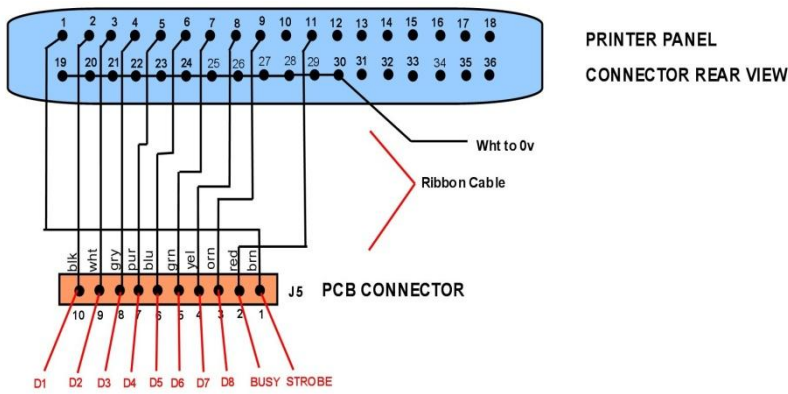 1 2 3 4 5 6 7 8 9 10 11 12 13 14 15 16 17 18
PRINTER PANEL
19 20 21 22 23 24 25 26 27 28 29 30 31 32 33 34 35 36
CONNECTOR REAR VIEW
Wht to 0v
Ribbon Cable
blk wht gry pur blu grn yel orn red brn
J5 PCB CONNECTOR
10 9 8 7 6 5 4 3 2 1
D1 D2 D3 D4 D5 D6 D7 D8 BUSY STROBE